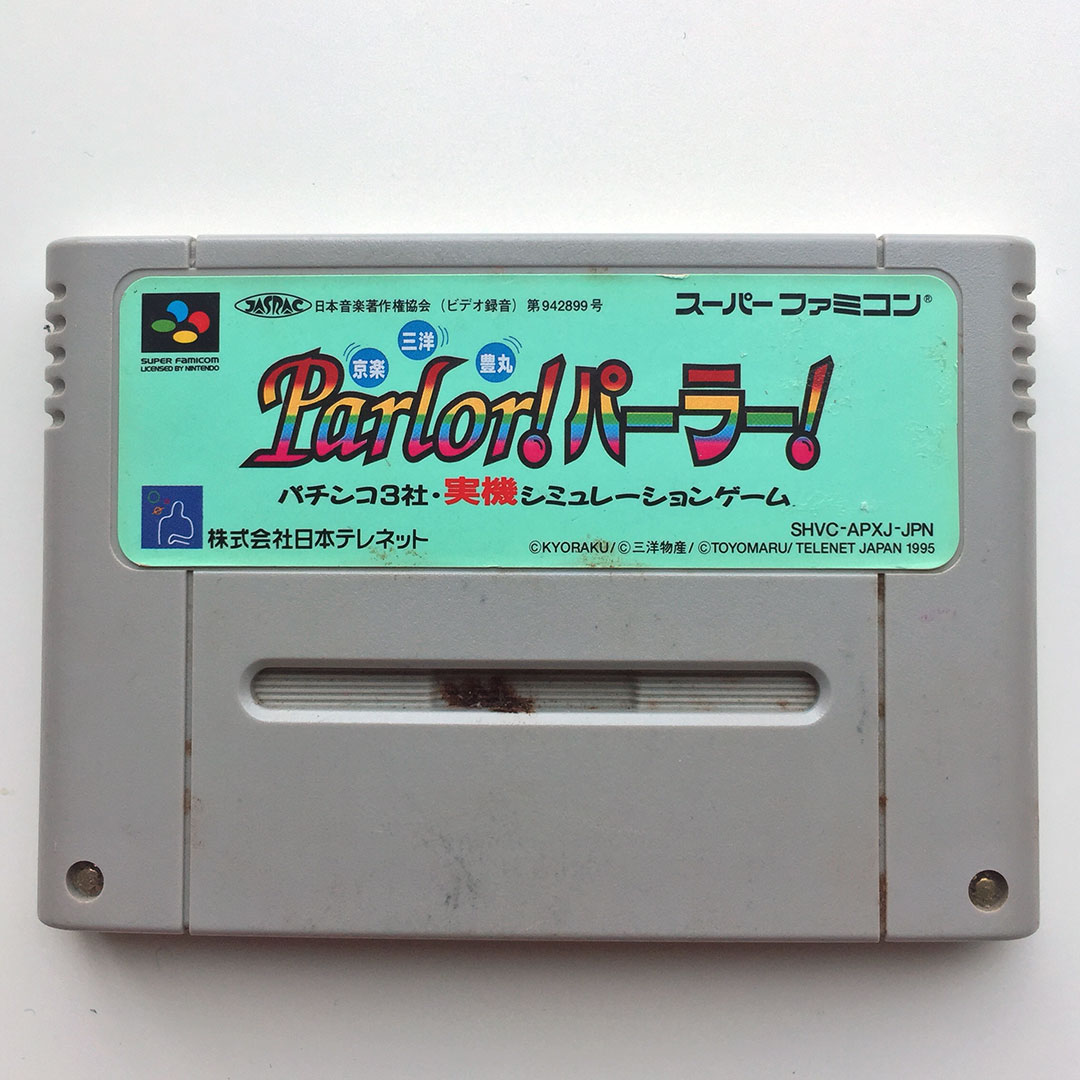 JASRAC 日本音楽著作権協会（ビデオ録音）第942899号
スーパーファミコン®
SUPER FAMICOM
LICENSED BY NINTENDO
京楽 三洋 豊丸
Parlor! パーラー!
パチンコ3社・実機シミュレーションゲーム
株式会社日本テレネット
SHVC-APXJ-JPN
©KYORAKU/©三洋物産/©TOYOMARU/TELENET JAPAN 1995